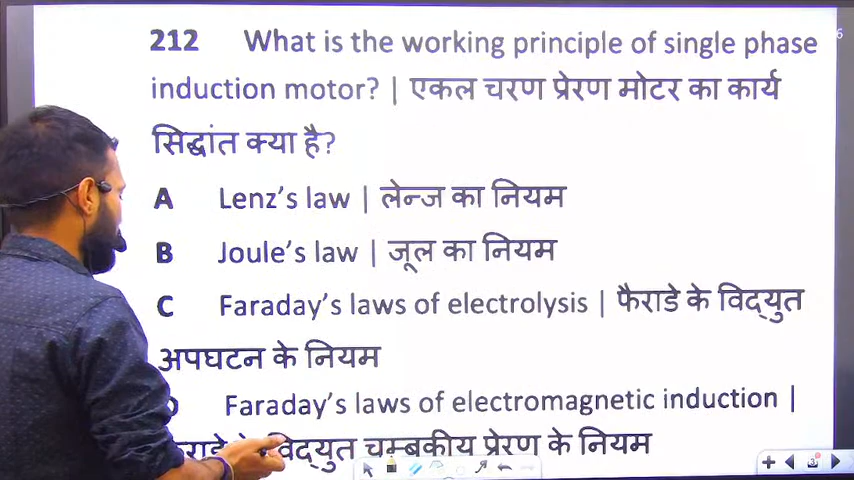 212 What is the working principle of single phase
induction motor? | एकल चरण प्रेरण मोटर का कार्य
सिद्धांत क्या है?
A Lenz’s law | लेन्ज का नियम
B Joule’s law | जूल का नियम
C Faraday’s laws of electrolysis | फैराडे के विद्युत
अपघटन के नियम
Faraday’s laws of electromagnetic induction |
विद्युत चुम्बकीय प्रेरण के नियम